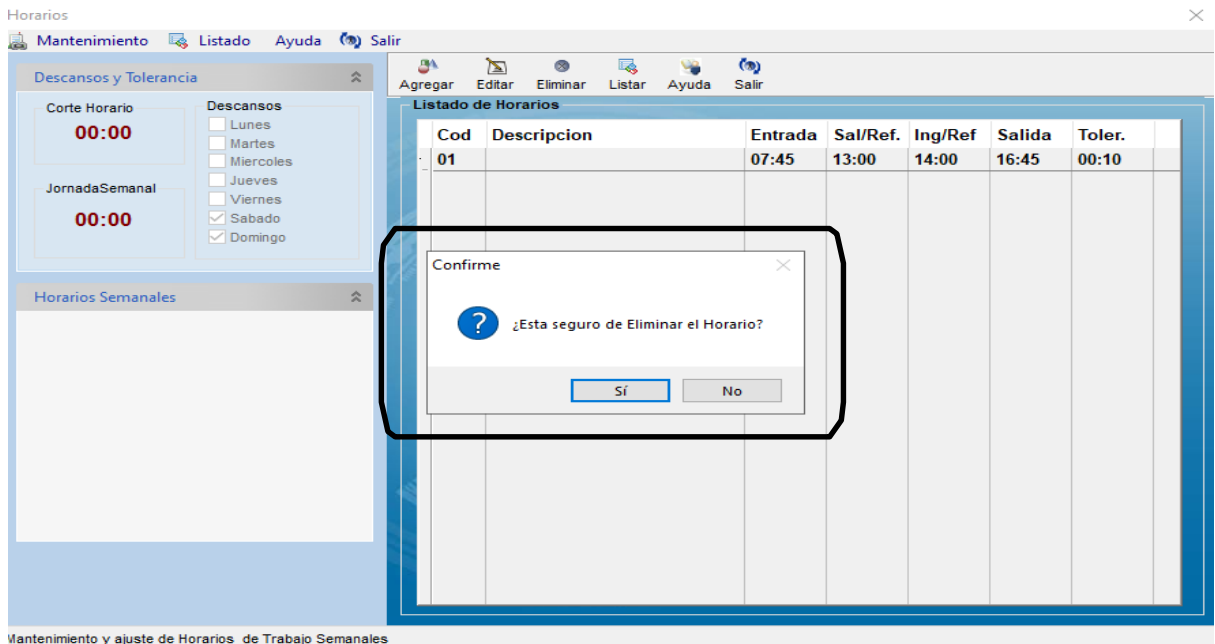 Horarios
Mantenimiento Listado Ayuda Salir
Descansos y Tolerancia
Corte Horario
00:00
JornadaSemanal
00:00
Descansos
Lunes
Martes
Miercoles
Jueves
Viernes
Sabado
Domingo
Horarios Semanales
Agregar Editar Eliminar Listar Ayuda Salir
Listado de Horarios
Cod Descripcion Entrada Sal/Ref. Ing/Ref Salida Toler.
01 07:45 13:00 14:00 16:45 00:10
Confirme
¿Esta seguro de Eliminar el Horario?
Sí No
Mantenimiento y ajuste de Horarios de Trabajo Semanales